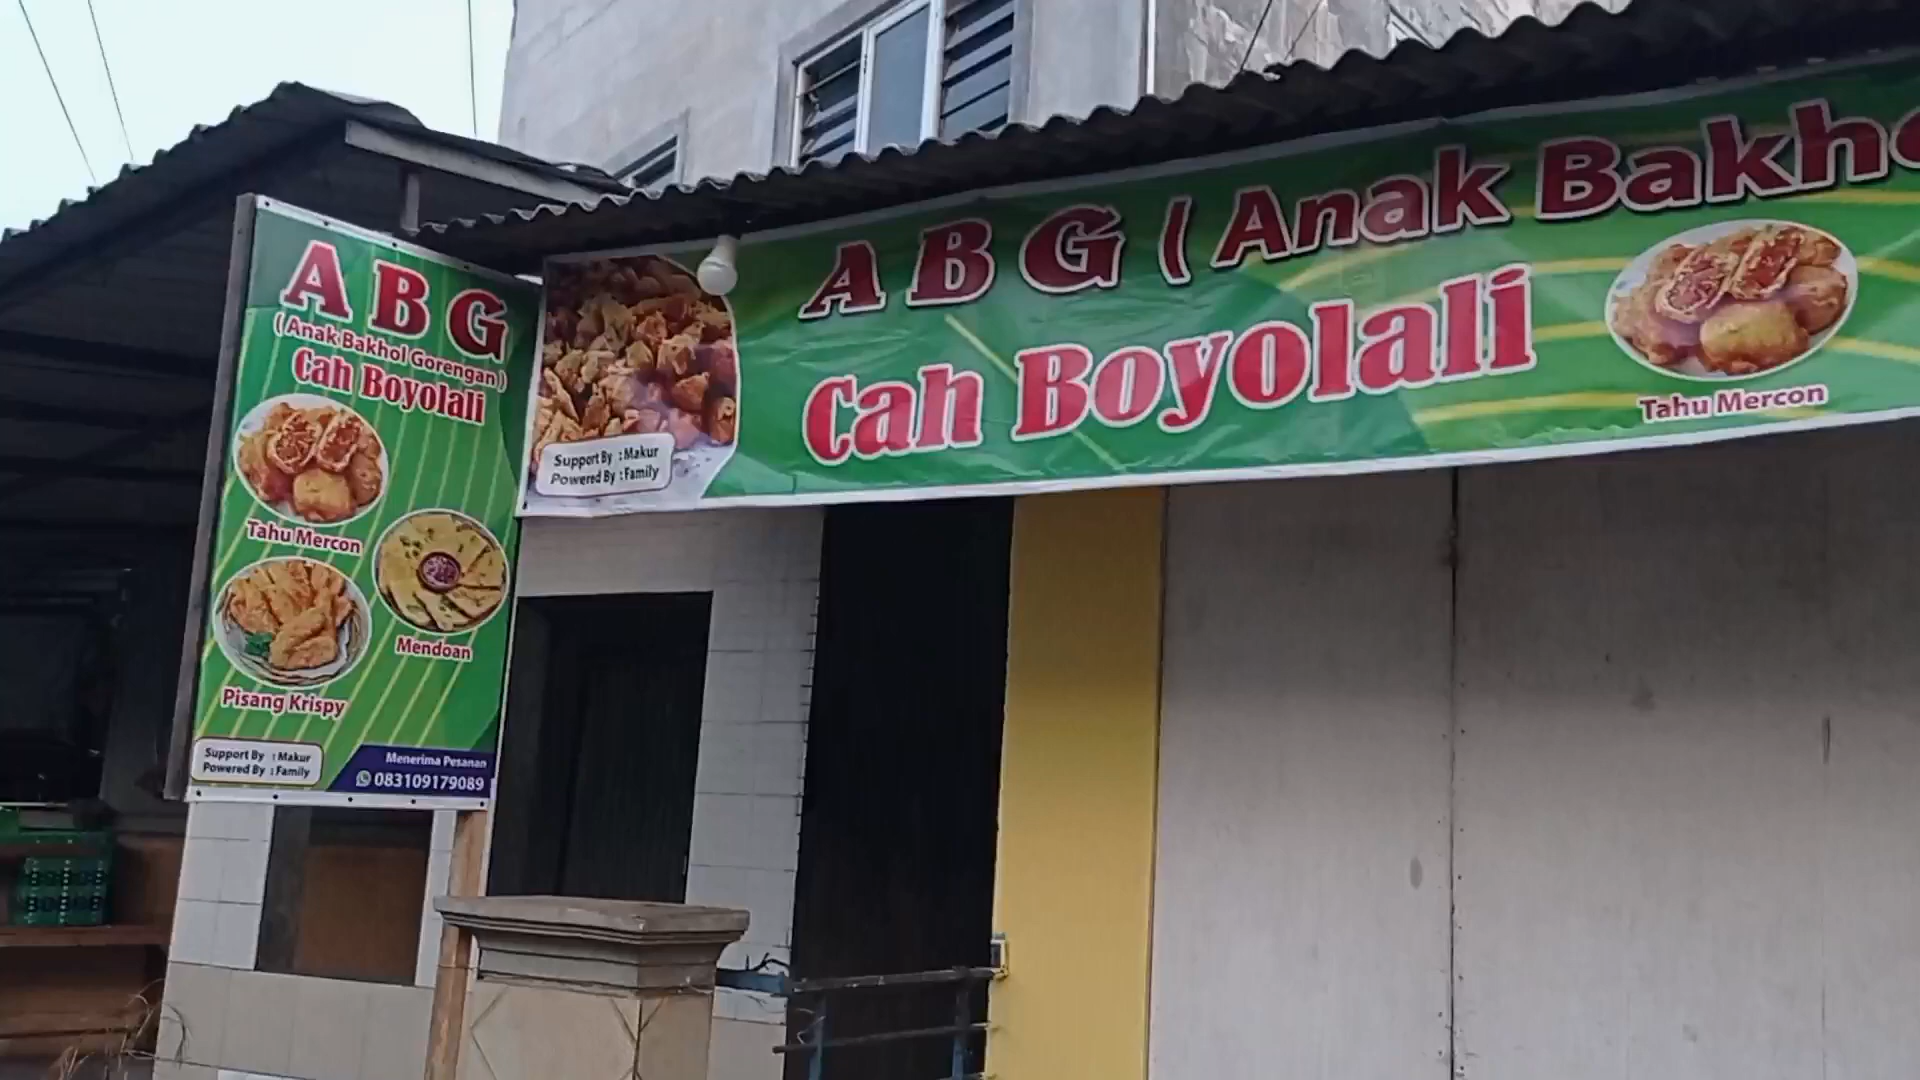 A B G
( Anak Bakhol Gorengan )
Cah Boyolali
Tahu Mercon
Mendoan
Pisang Krispy
Support By : Makur
Powered By : Family
Menerima Pesanan
083109179089
A B G ( Anak Bakho
Cah Boyolali
Tahu Mercon
Support By : Makur
Powered By : Family